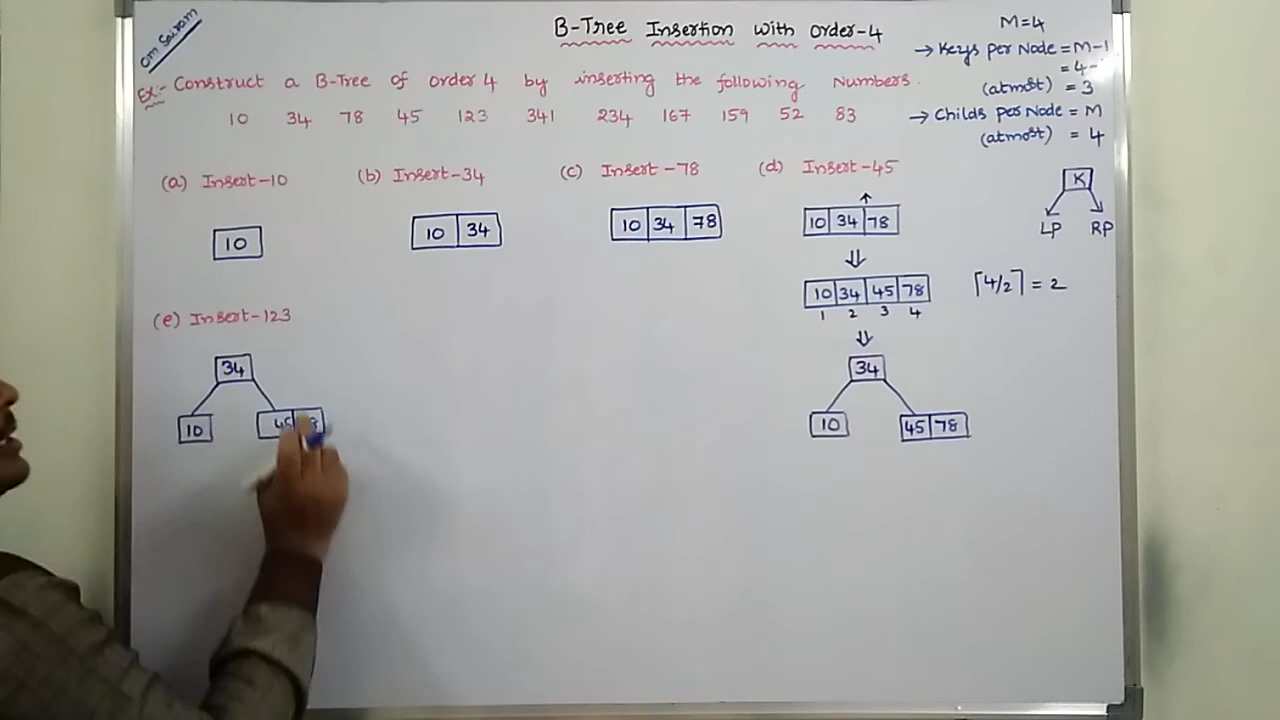 Om Sairam
B-Tree Insertion with order-4
M=4
→ Keys per Node = M-1
= 4-
(atmost) = 3
→ Childs per Node = M
(atmost) = 4
Ex:- Construct a B-Tree of order 4 by inserting the following Numbers.
10 34 78 45 123 341 234 167 159 52 83
(a) Insert-10
10
(b) Insert-34
10 34
(c) Insert-78
10 34 78
(d) Insert-45
↑
10 34 78
⇓
10 34 45 78
1 2 3 4
⌈4/2⌉ = 2
⇓
34
10 45 78
K
LP RP
(e) Insert-123
34
10 45